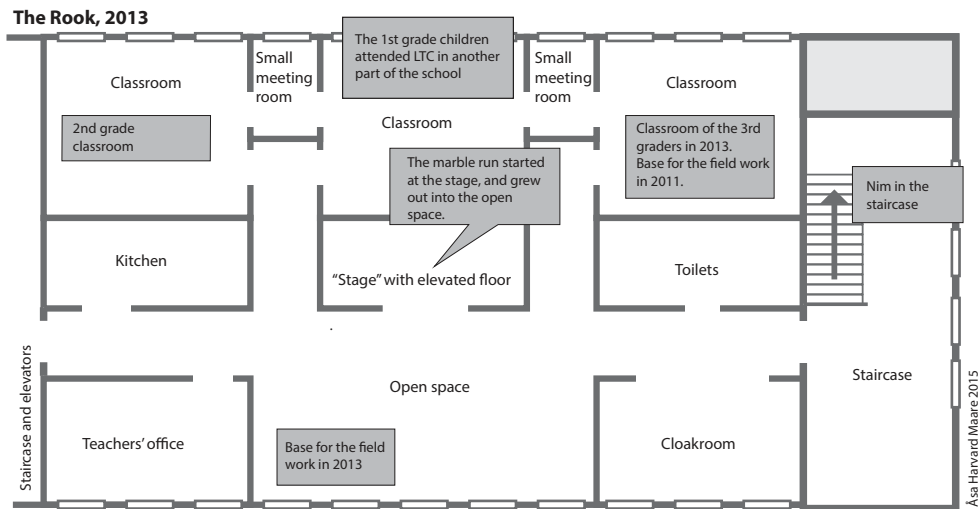 The Rook, 2013
Classroom
Small
meeting
room
The 1st grade children
attended LTC in another
part of the school
Classroom
Small
meeting
room
Classroom
2nd grade
classroom
Classroom of the 3rd
graders in 2013.
Base for the field work
in 2011.
The marble run started
at the stage, and grew
out into the open
space.
Nim in the
staircase
Kitchen
"Stage" with elevated floor
Toilets
Staircase and elevators
Open space
Staircase
Teachers' office
Base for the field
work in 2013
Cloakroom
Åsa Harvard Maare 2015